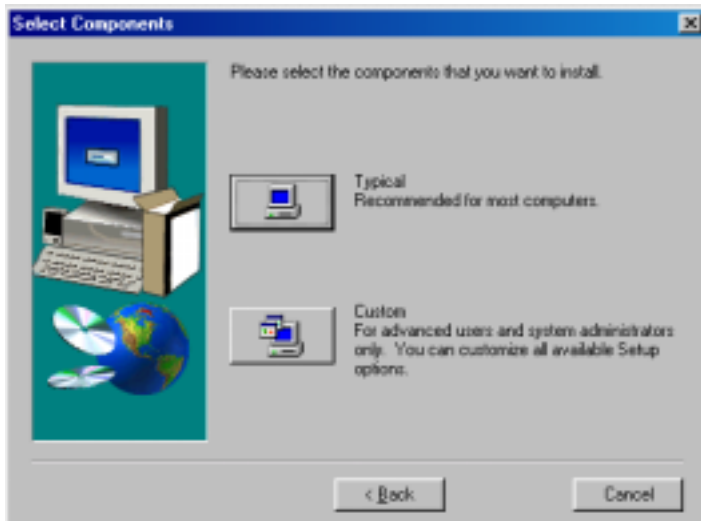 Select Components
Please select the components that you want to install.
Typical
Recommended for most computers.
Custom
For advanced users and system administrators
only. You can customize all available Setup
options.
< Back
Cancel